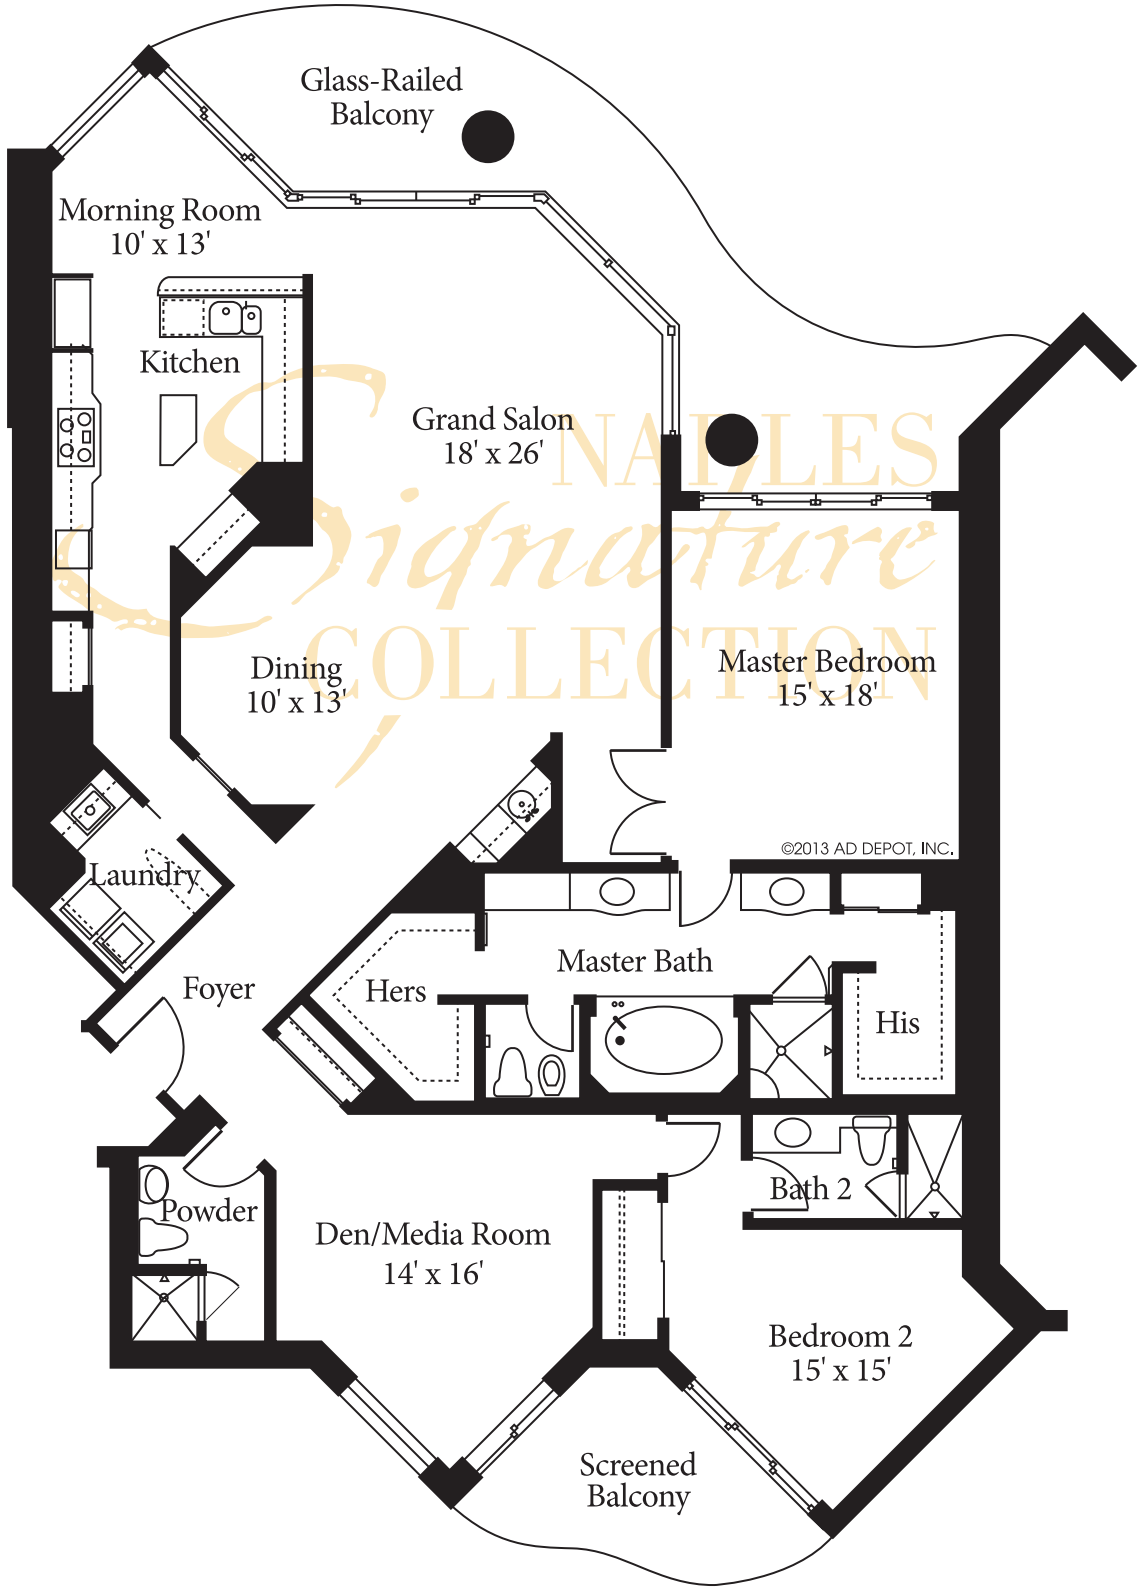 Glass-Railed
Balcony
Morning Room
10' x 13'
Kitchen
Grand Salon
18' x 26'
NAPLES
Signature
COLLECTION
Dining
10' x 13'
Master Bedroom
15' x 18'
©2013 AD DEPOT, INC.
Laundry
Foyer
Hers
Master Bath
His
Powder
Bath 2
Den/Media Room
14' x 16'
Bedroom 2
15' x 15'
Screened
Balcony